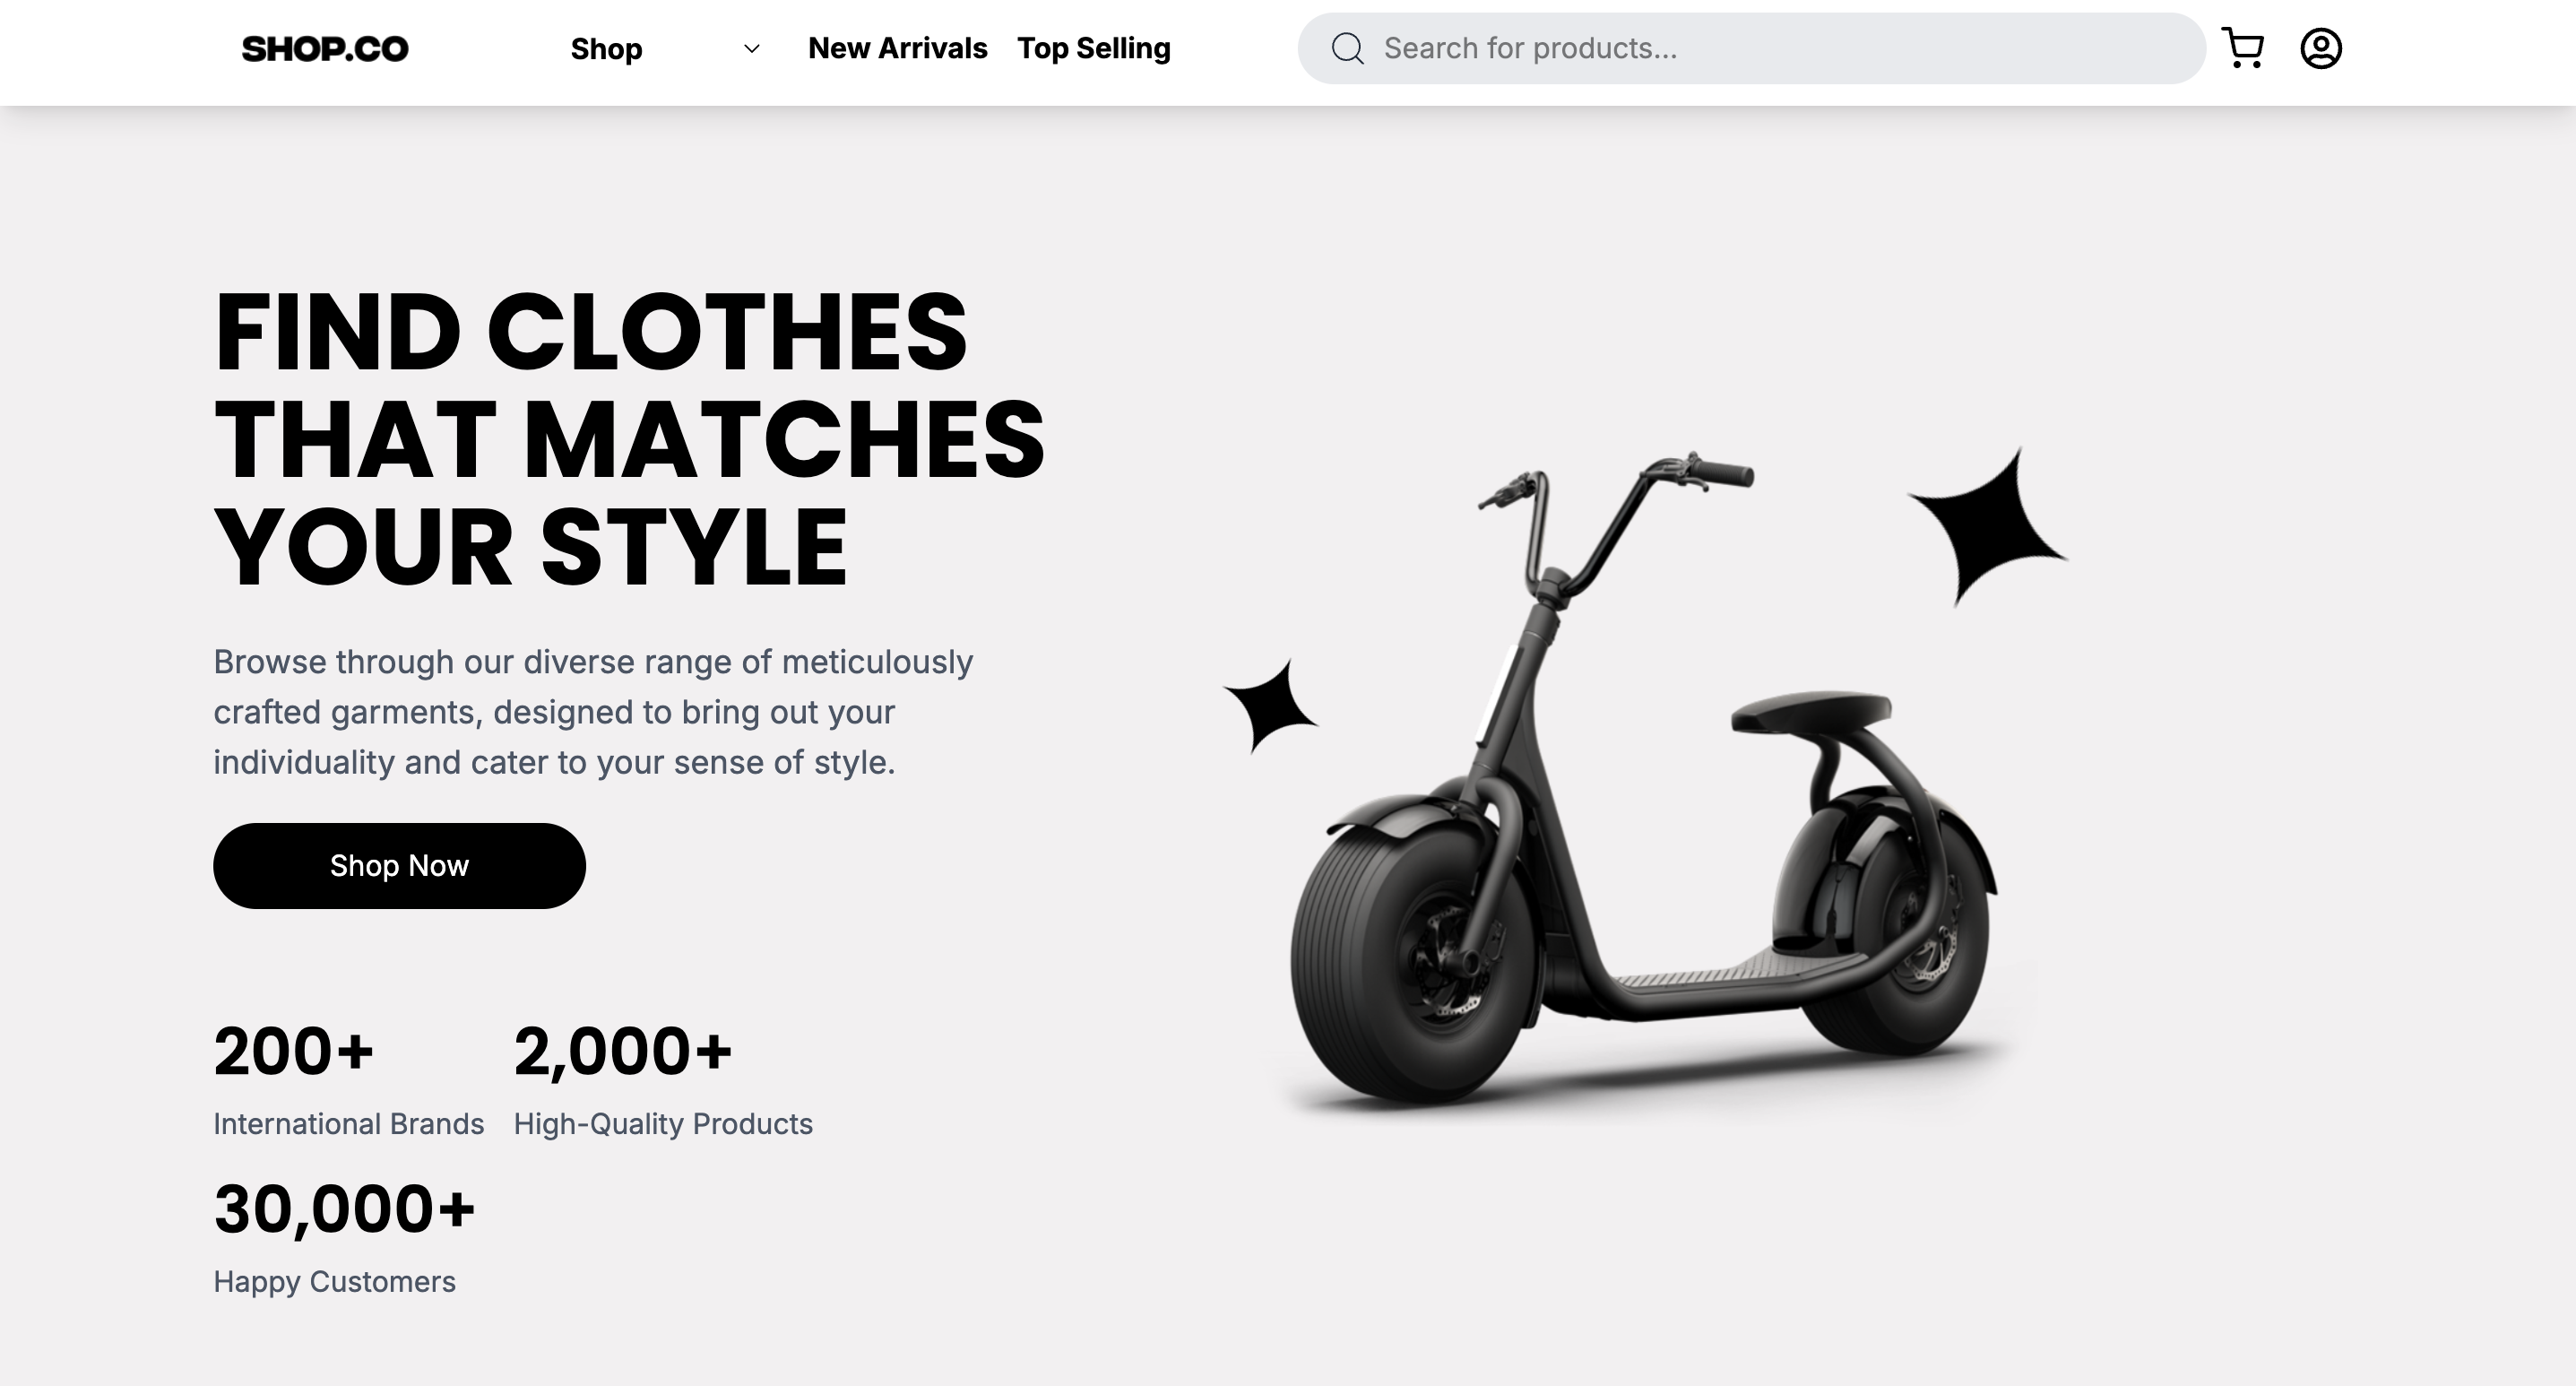 SHOP.CO
Shop
New Arrivals
Top Selling
Search for products...
FIND CLOTHES
THAT MATCHES
YOUR STYLE
Browse through our diverse range of meticulously
crafted garments, designed to bring out your
individuality and cater to your sense of style.
Shop Now
200+
International Brands
2,000+
High-Quality Products
30,000+
Happy Customers